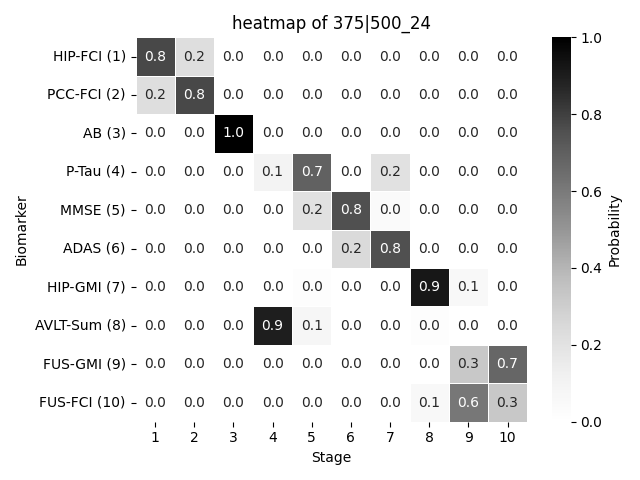 heatmap of 375|500_24
HIP-FCI (1) 0.8 0.2 0.0 0.0 0.0 0.0 0.0 0.0 0.0 0.0
PCC-FCI (2) 0.2 0.8 0.0 0.0 0.0 0.0 0.0 0.0 0.0 0.0
AB (3) 0.0 0.0 1.0 0.0 0.0 0.0 0.0 0.0 0.0 0.0
P-Tau (4) 0.0 0.0 0.0 0.1 0.7 0.0 0.2 0.0 0.0 0.0
MMSE (5) 0.0 0.0 0.0 0.0 0.2 0.8 0.0 0.0 0.0 0.0
ADAS (6) 0.0 0.0 0.0 0.0 0.0 0.2 0.8 0.0 0.0 0.0
HIP-GMI (7) 0.0 0.0 0.0 0.0 0.0 0.0 0.0 0.9 0.1 0.0
AVLT-Sum (8) 0.0 0.0 0.0 0.9 0.1 0.0 0.0 0.0 0.0 0.0
FUS-GMI (9) 0.0 0.0 0.0 0.0 0.0 0.0 0.0 0.0 0.3 0.7
FUS-FCI (10) 0.0 0.0 0.0 0.0 0.0 0.0 0.0 0.1 0.6 0.3
1 2 3 4 5 6 7 8 9 10
Stage
Biomarker
1.0
0.8
0.6
0.4
0.2
0.0
Probability